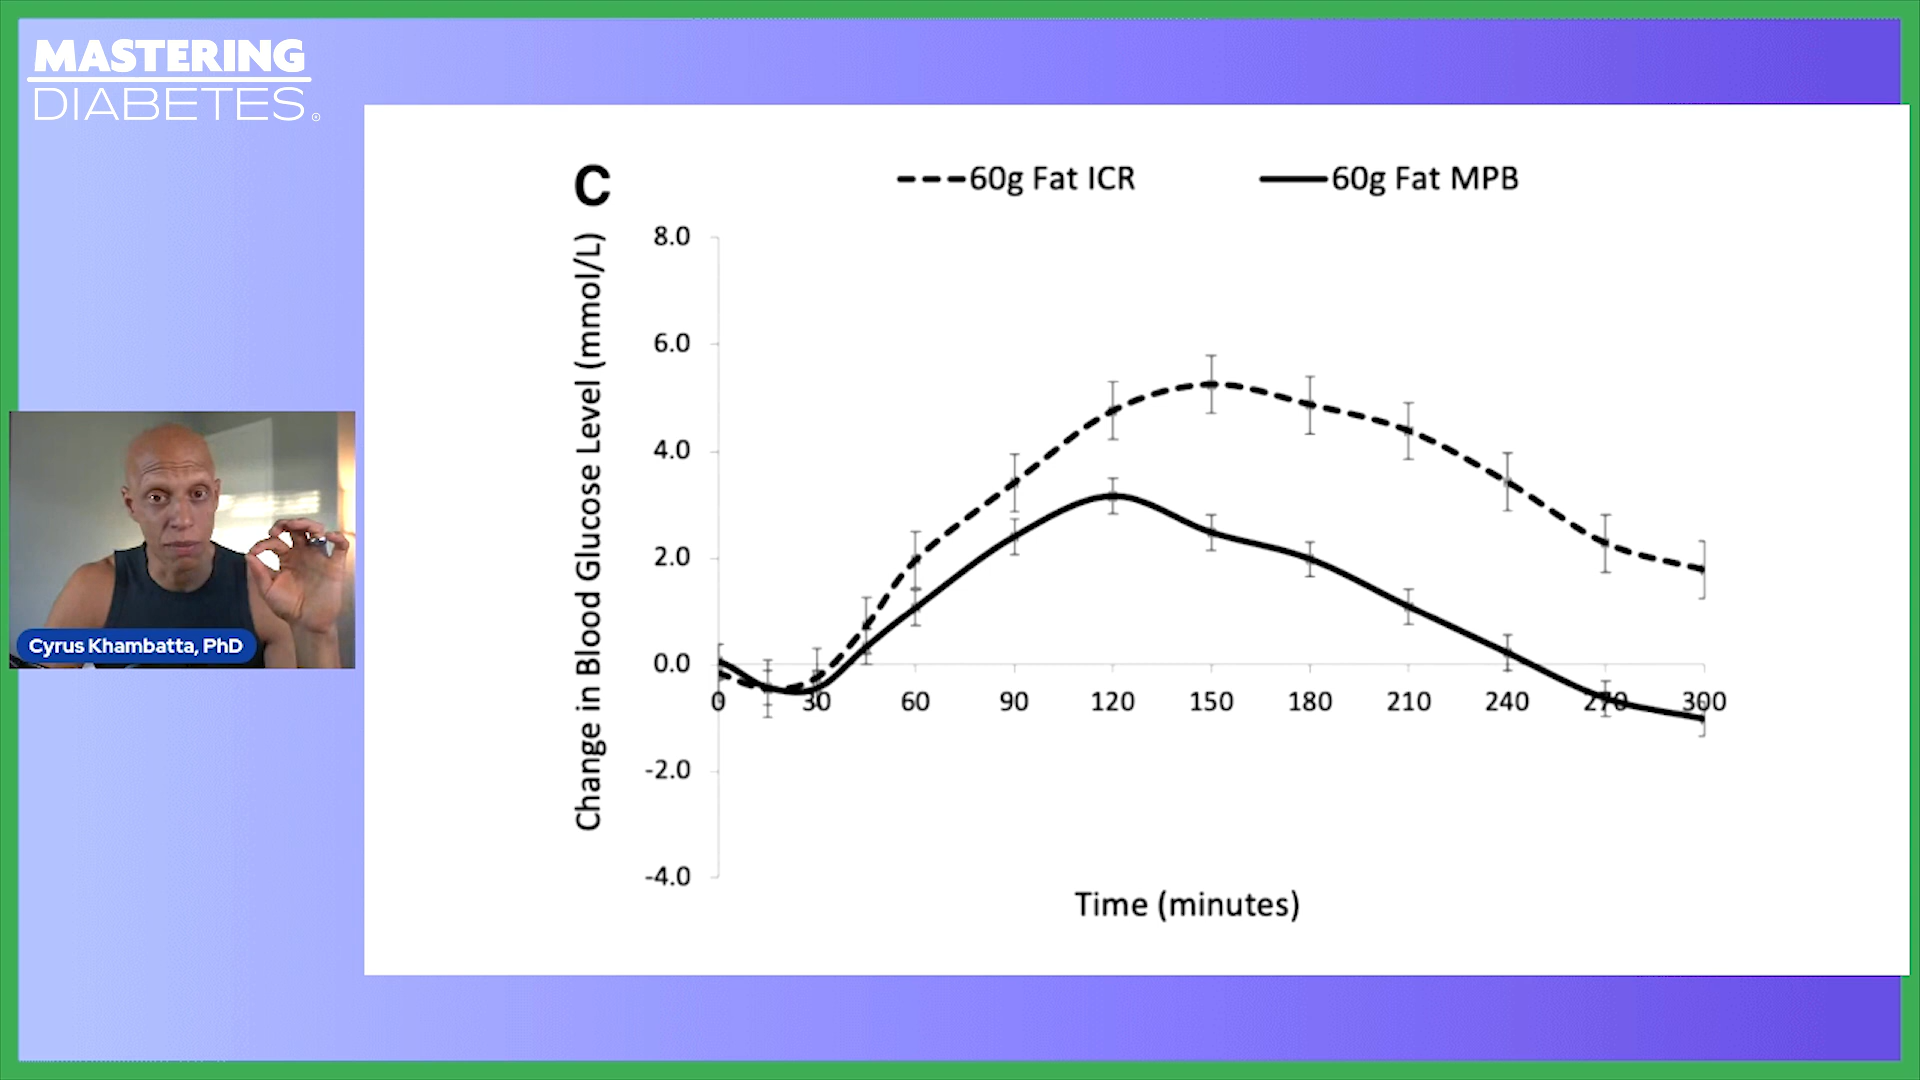 MASTERING
DIABETES®
C
60g Fat ICR
60g Fat MPB
Change in Blood Glucose Level (mmol/L)
8.0
6.0
4.0
2.0
0.0
-2.0
-4.0
0 30 60 90 120 150 180 210 240 270 300
Time (minutes)
Cyrus Khambatta, PhD